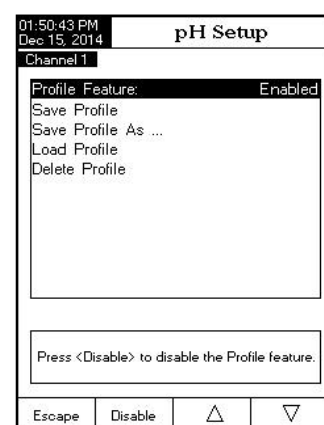 01:50:43 PM
Dec 15, 2014
pH Setup
Channel 1
Profile Feature: Enabled
Save Profile
Save Profile As ...
Load Profile
Delete Profile
Press <Disable> to disable the Profile feature.
Escape Disable △ ▽